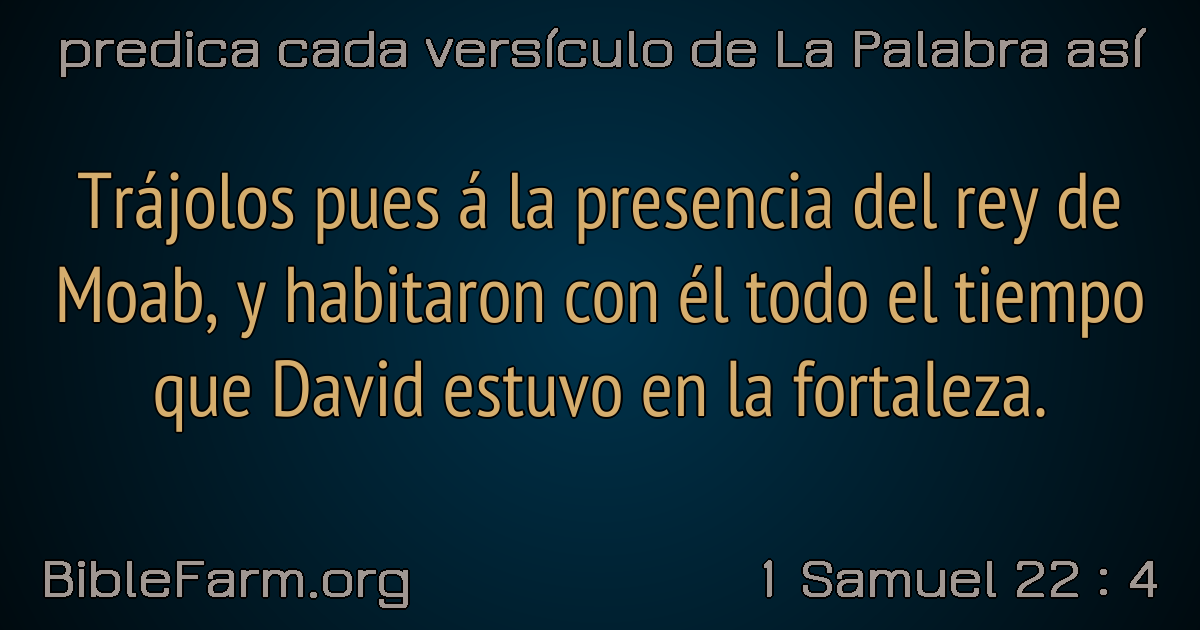 predica cada versículo de La Palabra así
Trájolos pues á la presencia del rey de
Moab, y habitaron con él todo el tiempo
que David estuvo en la fortaleza.
BibleFarm.org
1 Samuel 22 : 4